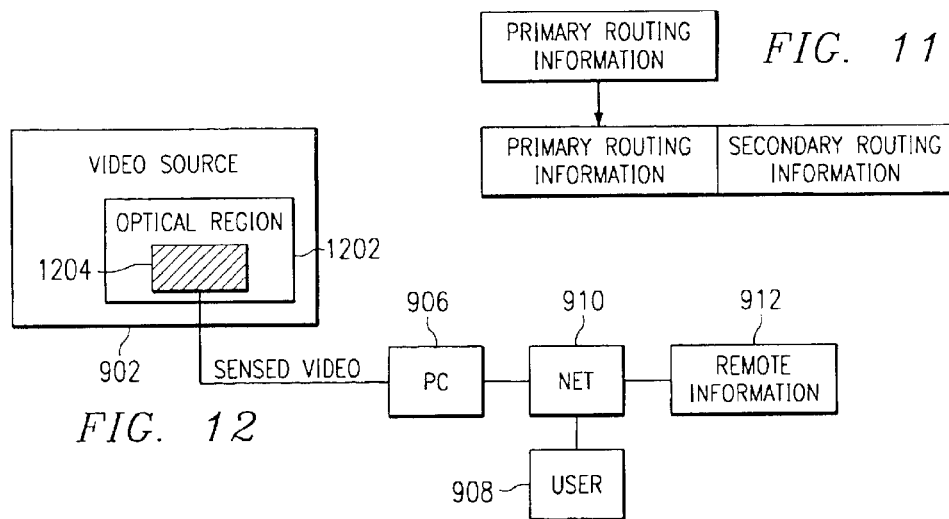 PRIMARY ROUTING
INFORMATION
FIG. 11
PRIMARY ROUTING
INFORMATION
SECONDARY ROUTING
INFORMATION
VIDEO SOURCE
OPTICAL REGION
1204
1202
902
SENSED VIDEO
906
PC
910
NET
912
REMOTE
INFORMATION
908
USER
FIG. 12